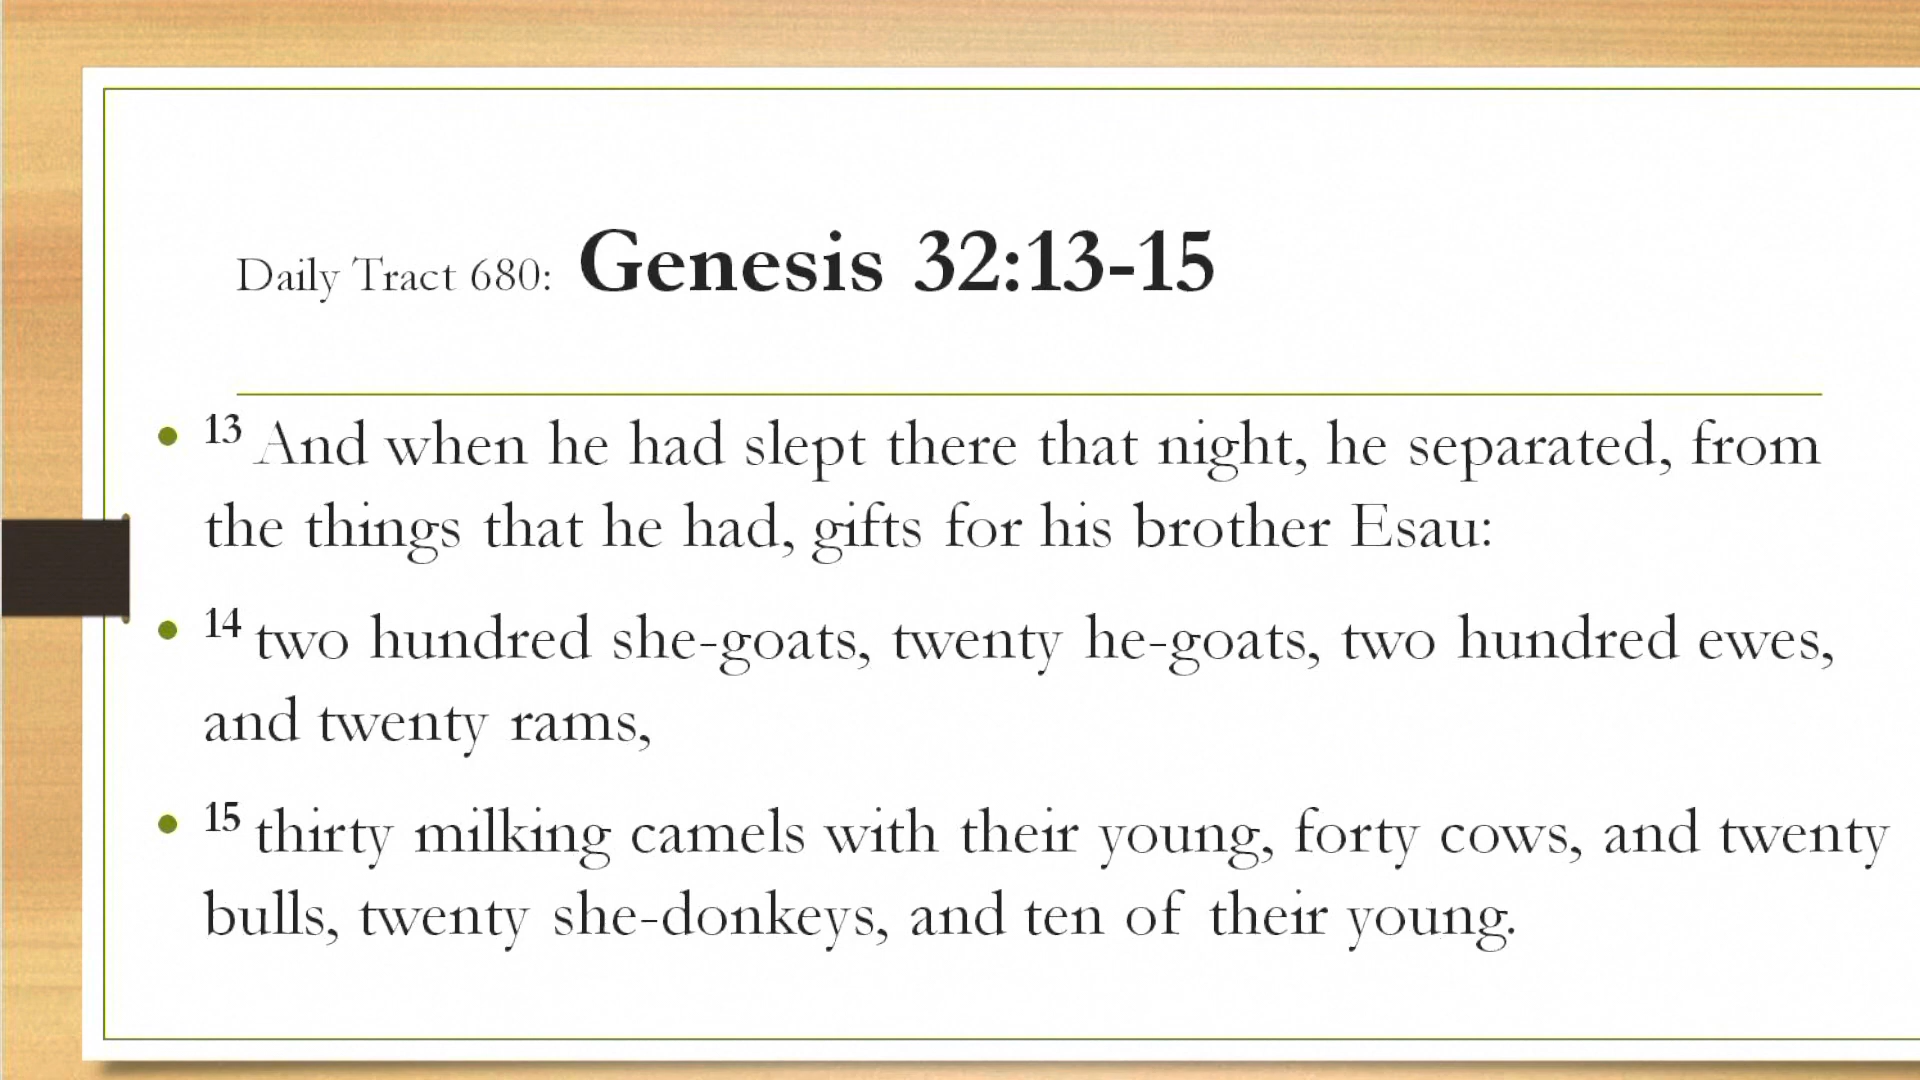 Daily Tract 680: Genesis 32:13-15
• 13 And when he had slept there that night, he separated, from
the things that he had, gifts for his brother Esau:
• 14 two hundred she-goats, twenty he-goats, two hundred ewes,
and twenty rams,
• 15 thirty milking camels with their young, forty cows, and twenty
bulls, twenty she-donkeys, and ten of their young.